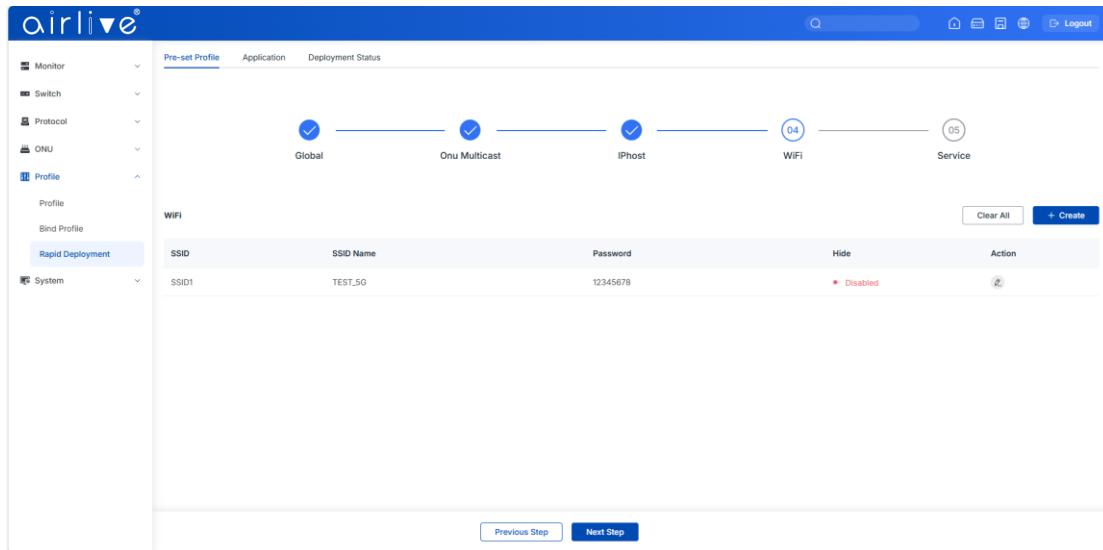 airlive®
Logout
Monitor
Switch
Protocol
ONU
Profile
Profile
Bind Profile
Rapid Deployment
System
Pre-set Profile Application Deployment Status
04 05
Global Onu Multicast IPhost WiFi Service
WiFi Clear All + Create
SSID SSID Name Password Hide Action
SSID1 TEST_5G 12345678 Disabled
Previous Step Next Step